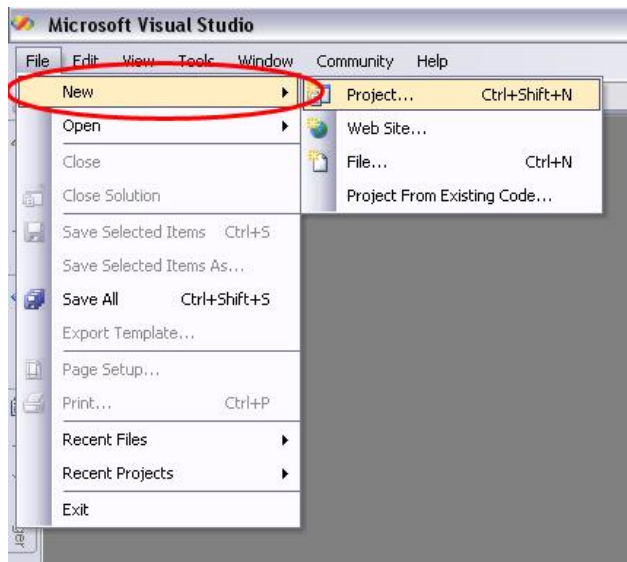 Microsoft Visual Studio
File Edit View Tools Window Community Help
New
Project... Ctrl+Shift+N
Open
Web Site...
Close
File... Ctrl+N
Close Solution
Project From Existing Code...
Save Selected Items Ctrl+S
Save Selected Items As...
Save All Ctrl+Shift+S
Export Template...
Page Setup...
Print... Ctrl+P
Recent Files
Recent Projects
Exit